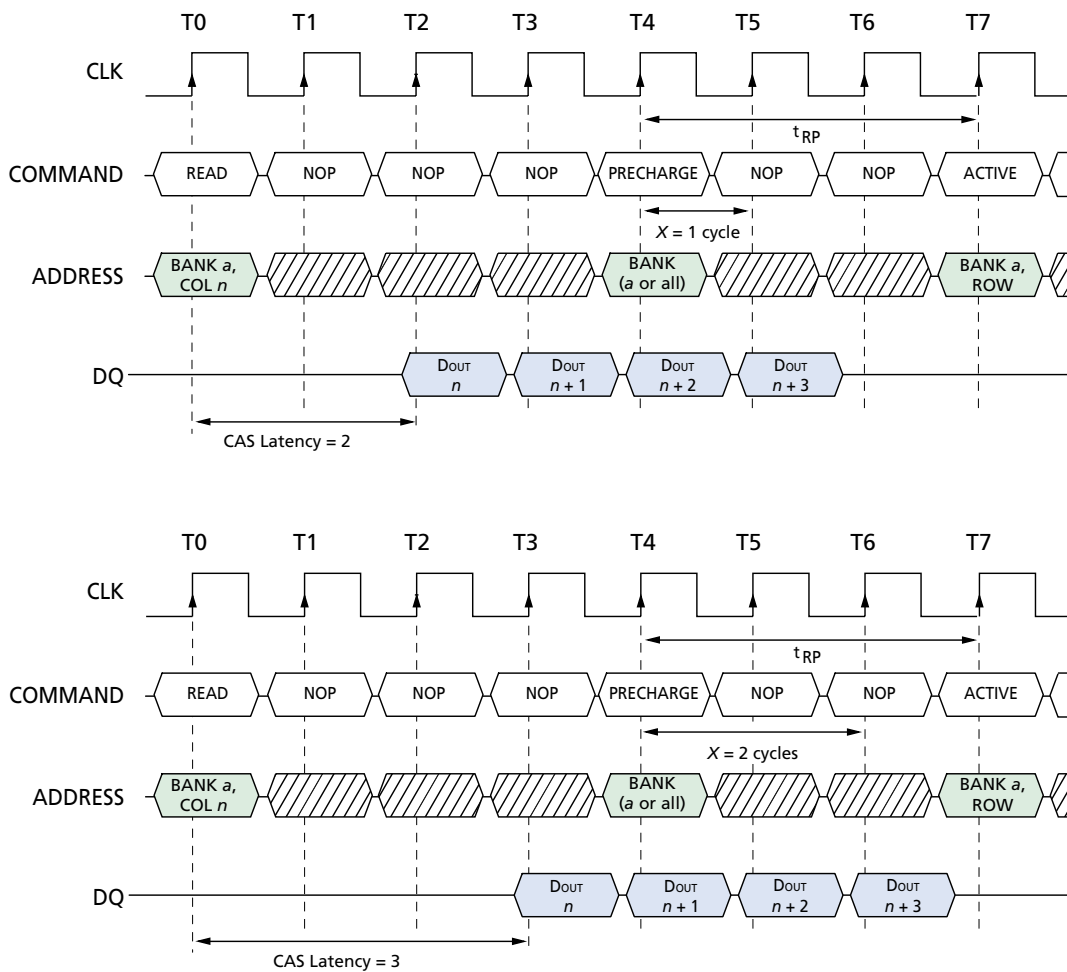 T0 T1 T2 T3 T4 T5 T6 T7
CLK
tRP
COMMAND READ NOP NOP NOP PRECHARGE NOP NOP ACTIVE
X = 1 cycle
ADDRESS BANK a, BANK BANK a,
COL n (a or all) ROW
DQ DOUT DOUT DOUT DOUT
n n + 1 n + 2 n + 3
CAS Latency = 2
T0 T1 T2 T3 T4 T5 T6 T7
CLK
tRP
COMMAND READ NOP NOP NOP PRECHARGE NOP NOP ACTIVE
X = 2 cycles
ADDRESS BANK a, BANK BANK a,
COL n (a or all) ROW
DQ DOUT DOUT DOUT DOUT
n n + 1 n + 2 n + 3
CAS Latency = 3